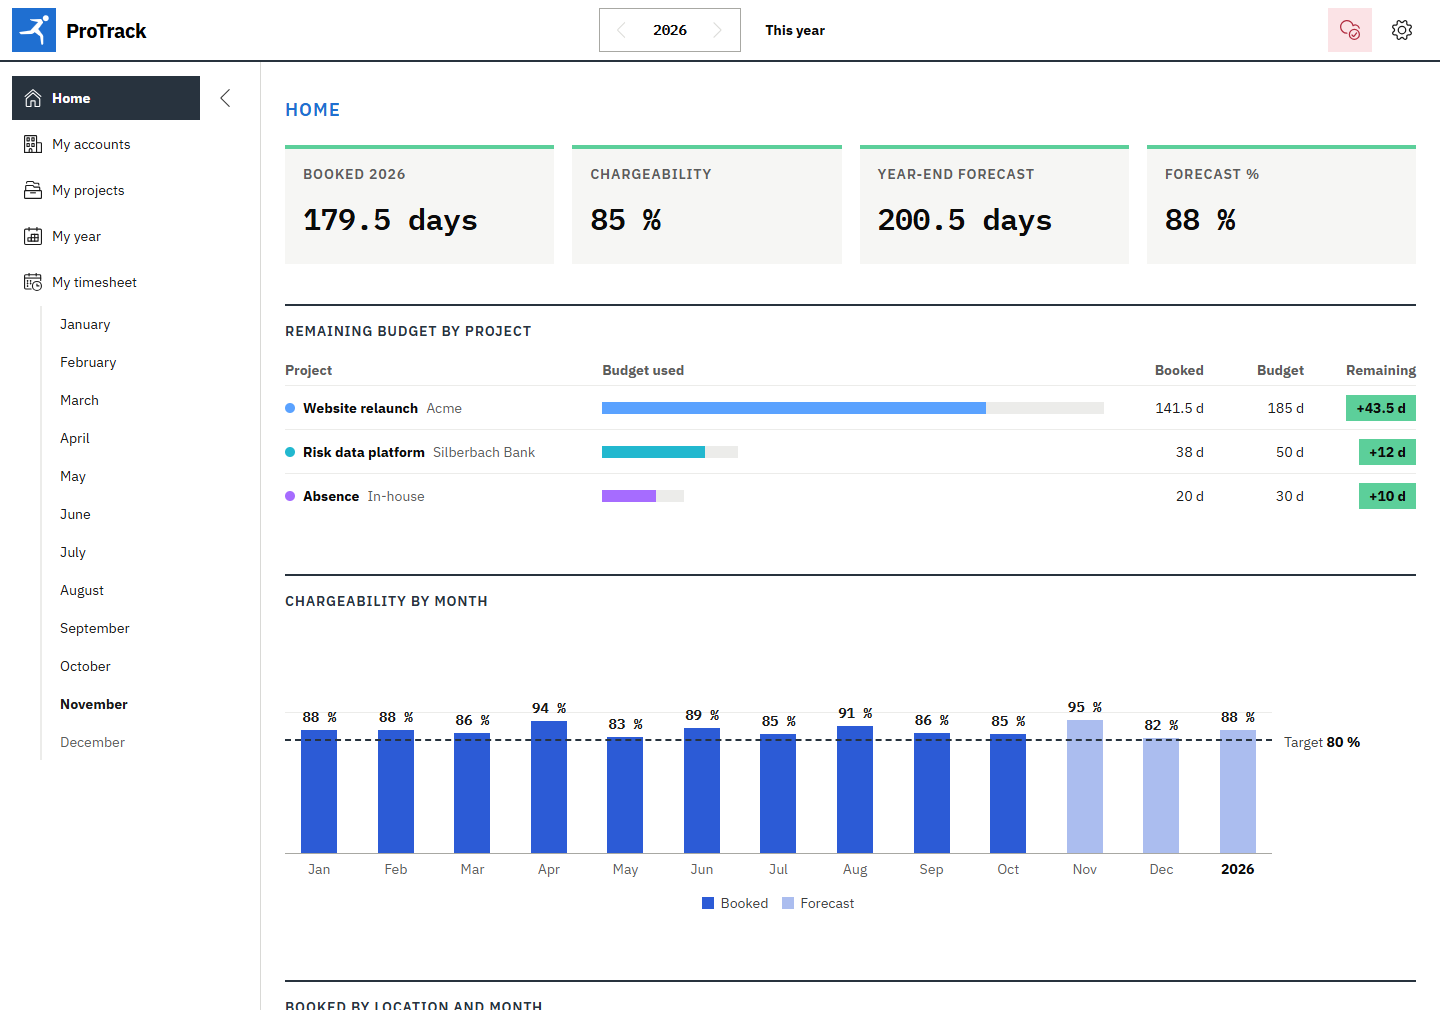 ProTrack
2026
This year
Home
My accounts
My projects
My year
My timesheet
January
February
March
April
May
June
July
August
September
October
November
December
HOME
BOOKED 2026
179.5 days
CHARGEABILITY
85 %
YEAR-END FORECAST
200.5 days
FORECAST %
88 %
REMAINING BUDGET BY PROJECT
Project Budget used Booked Budget Remaining
Website relaunch Acme 141.5 d 185 d +43.5 d
Risk data platform Silberbach Bank 38 d 50 d +12 d
Absence In-house 20 d 30 d +10 d
CHARGEABILITY BY MONTH
88 % 88 % 86 % 94 % 83 % 89 % 85 % 91 % 86 % 85 % 95 % 82 % 88 %
Target 80 %
Jan Feb Mar Apr May Jun Jul Aug Sep Oct Nov Dec 2026
Booked Forecast
BOOKED BY LOCATION AND MONTH